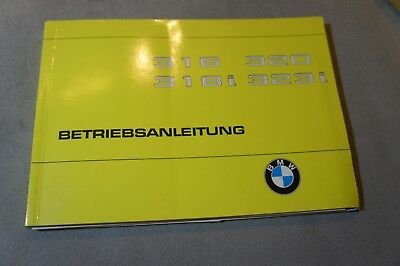 316 320
318i 323i
BETRIEBSANLEITUNG
BMW